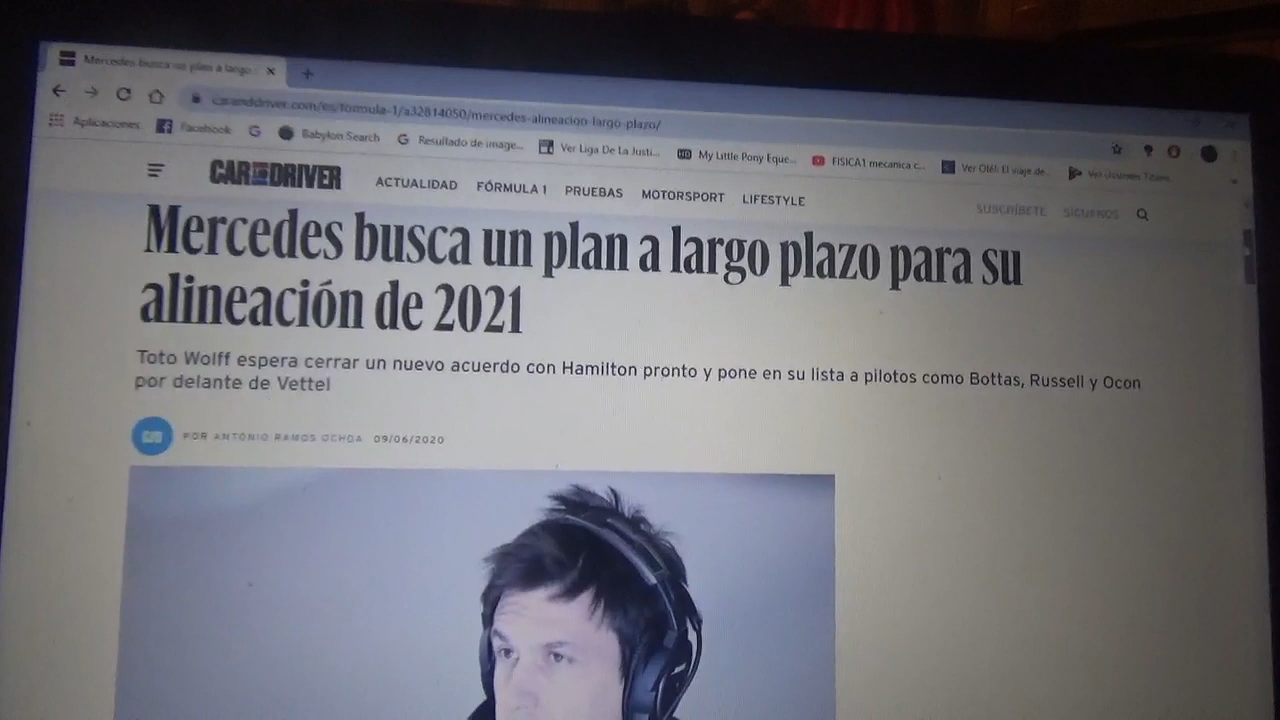 Mercedes busca un plan a largo
caranddriver.com/es/formula-1/a32814050/mercedes-alineacion-largo-plazo/
Aplicaciones Facebook Babylon Search Resultado de image... Ver Liga De La Justi... My Little Pony Eque... FISICA1 mecanica c... Ver Olé! El viaje de...
CAR AND DRIVER ACTUALIDAD FÓRMULA 1 PRUEBAS MOTORSPORT LIFESTYLE SUSCRÍBETE SÍGUENOS
Mercedes busca un plan a largo plazo para su
alineación de 2021
Toto Wolff espera cerrar un nuevo acuerdo con Hamilton pronto y pone en su lista a pilotos como Bottas, Russell y Ocon
por delante de Vettel
POR ANTONIO RAMOS OCHOA 09/06/2020